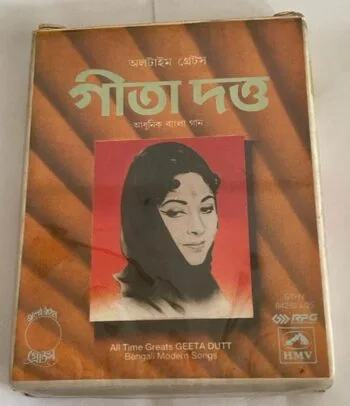 অলটাইম গ্রেটস
গীতা দত্ত
আধুনিক বাংলা গান
RPG
HMV
All Time Greats GEETA DUTT
Bengali Modern Songs